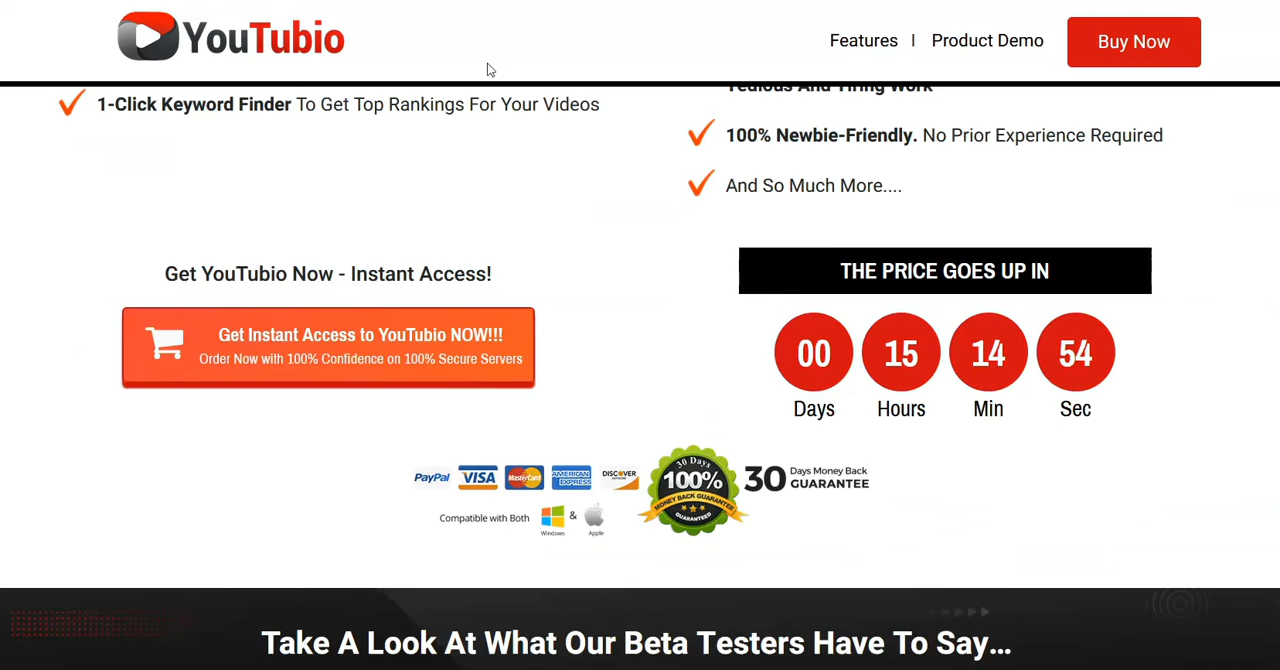 YouTubio
Features | Product Demo
Buy Now
1-Click Keyword Finder To Get Top Rankings For Your Videos
Tedious And Tiring Work
100% Newbie-Friendly. No Prior Experience Required
And So Much More....
Get YouTubio Now - Instant Access!
Get Instant Access to YouTubio NOW!!!
Order Now with 100% Confidence on 100% Secure Servers
THE PRICE GOES UP IN
00 15 14 54
Days Hours Min Sec
PayPal VISA MasterCard AMERICAN EXPRESS DISCOVER NETWORK
Compatible with Both Windows & Apple
30 Days
100%
MONEY BACK GUARANTEE
GUARANTEED
30 Days Money Back
GUARANTEE
Take A Look At What Our Beta Testers Have To Say...